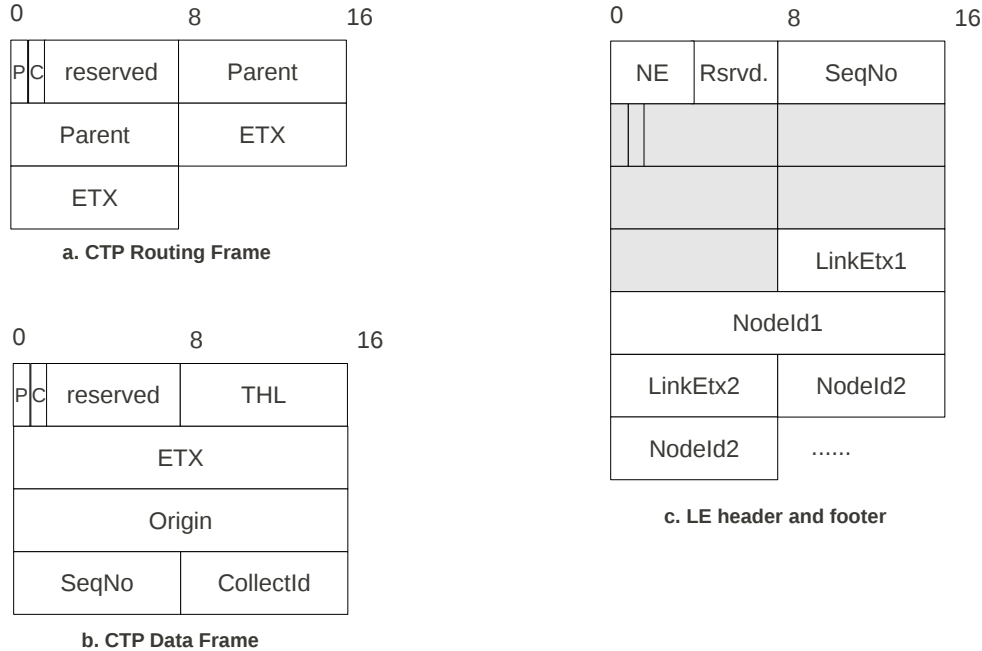 0 8 16
P C reserved Parent
Parent ETX
ETX
a. CTP Routing Frame
0 8 16
P C reserved THL
ETX
Origin
SeqNo CollectId
b. CTP Data Frame
0 8 16
NE Rsrvd. SeqNo
LinkEtx1
NodeId1
LinkEtx2 NodeId2
NodeId2 ......
c. LE header and footer